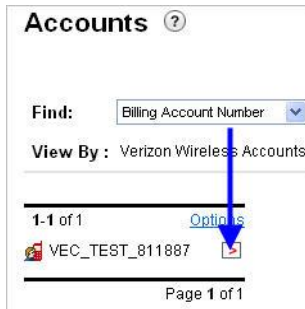 Accounts ?
Find: Billing Account Number
View By : Verizon Wireless Accounts
1-1 of 1 Options
VEC_TEST_811887 >
Page 1 of 1